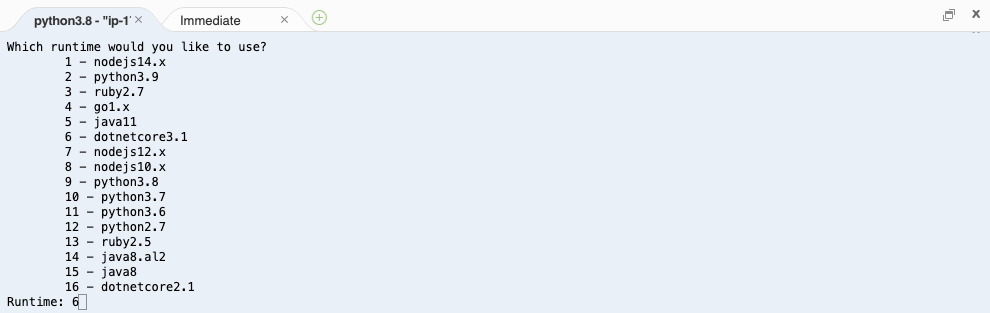 python3.8 - "ip-1 × Immediate ×
Which runtime would you like to use?
1 - nodejs14.x
2 - python3.9
3 - ruby2.7
4 - go1.x
5 - java11
6 - dotnetcore3.1
7 - nodejs12.x
8 - nodejs10.x
9 - python3.8
10 - python3.7
11 - python3.6
12 - python2.7
13 - ruby2.5
14 - java8.al2
15 - java8
16 - dotnetcore2.1
Runtime: 6